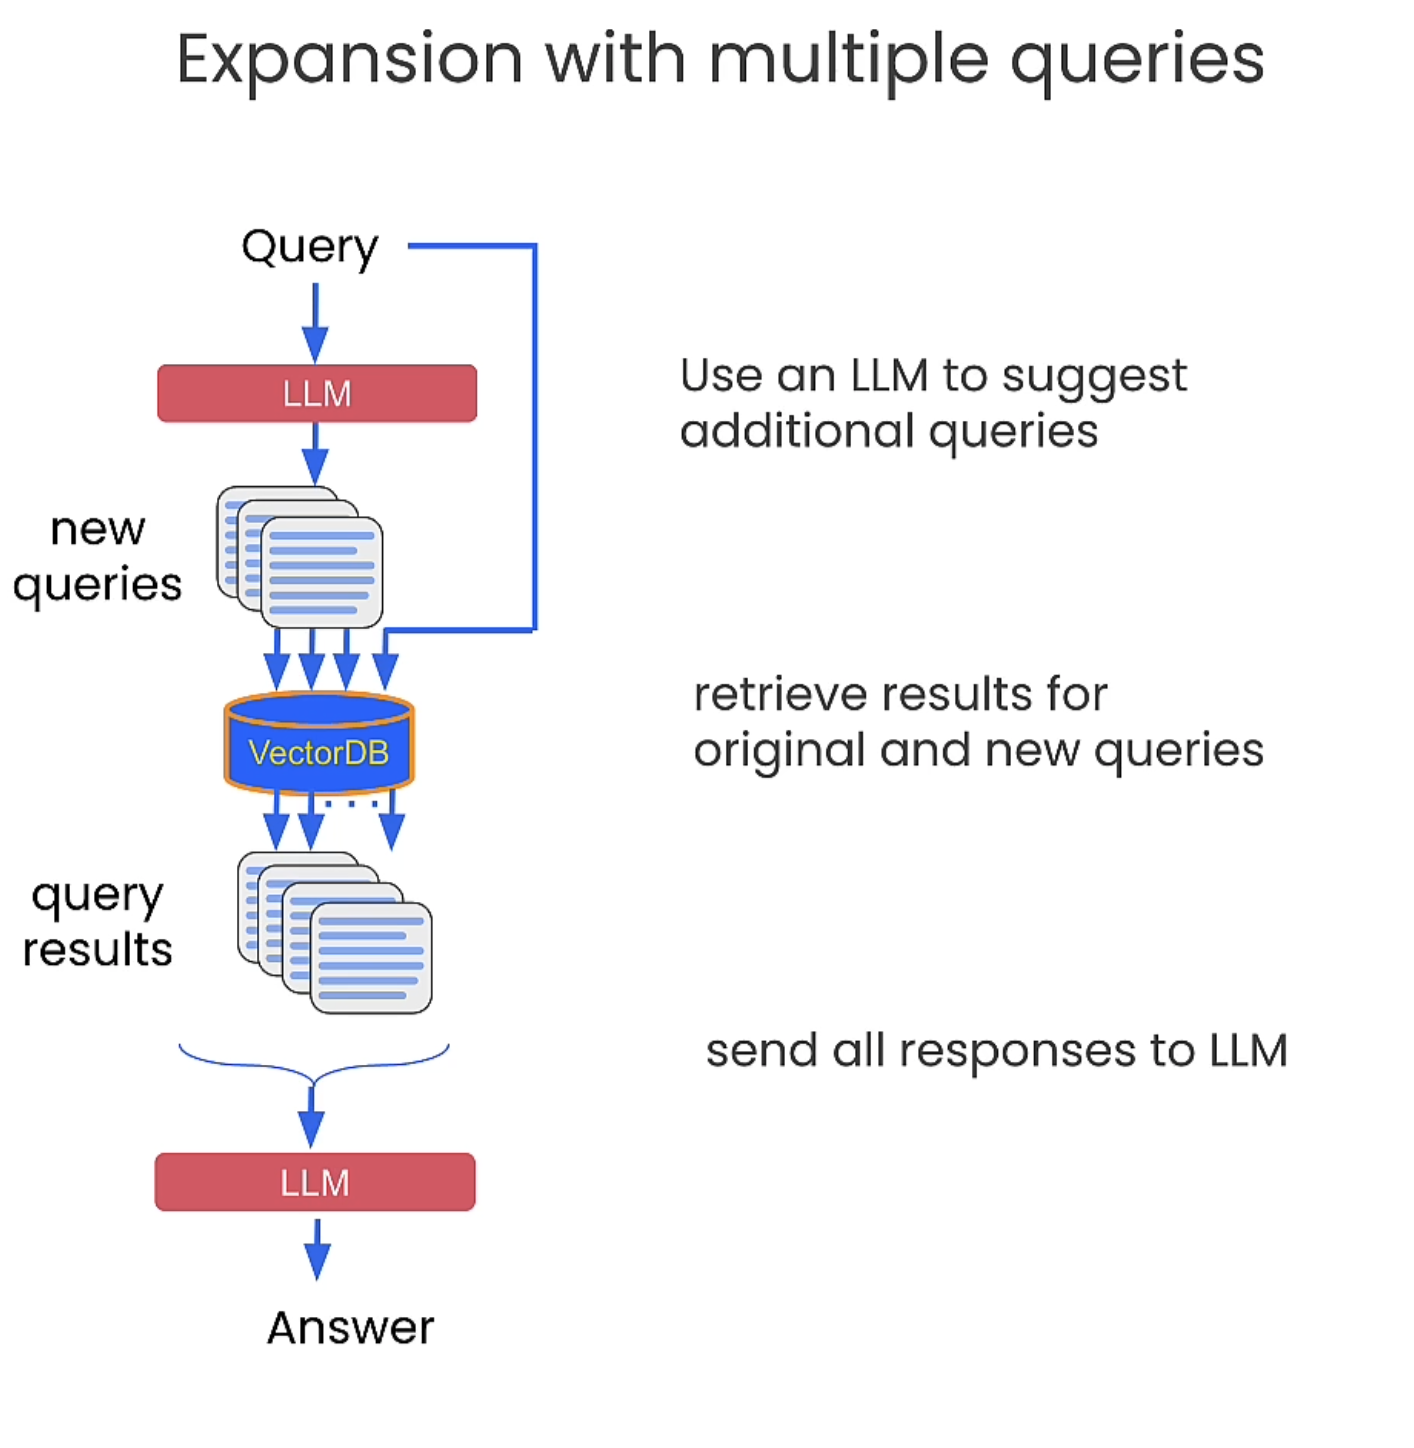 Expansion with multiple queries
Query
LLM
Use an LLM to suggest
additional queries
new
queries
retrieve results for
original and new queries
VectorDB
query
results
send all responses to LLM
LLM
Answer